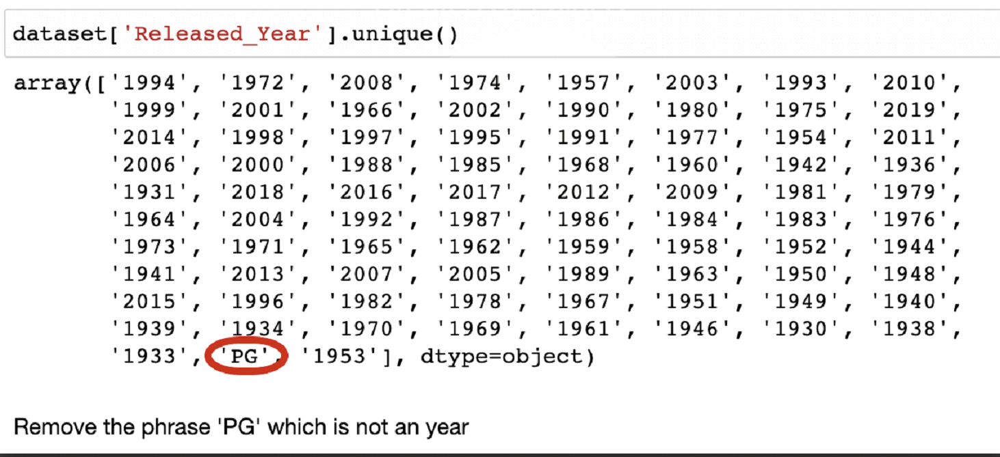 dataset['Released_Year'].unique()
array(['1994', '1972', '2008', '1974', '1957', '2003', '1993', '2010',
'1999', '2001', '1966', '2002', '1990', '1980', '1975', '2019',
'2014', '1998', '1997', '1995', '1991', '1977', '1954', '2011',
'2006', '2000', '1988', '1985', '1968', '1960', '1942', '1936',
'1931', '2018', '2016', '2017', '2012', '2009', '1981', '1979',
'1964', '2004', '1992', '1987', '1986', '1984', '1983', '1976',
'1973', '1971', '1965', '1962', '1959', '1958', '1952', '1944',
'1941', '2013', '2007', '2005', '1989', '1963', '1950', '1948',
'2015', '1996', '1982', '1978', '1967', '1951', '1949', '1940',
'1939', '1934', '1970', '1969', '1961', '1946', '1930', '1938',
'1933', 'PG', '1953'], dtype=object)
Remove the phrase 'PG' which is not an year